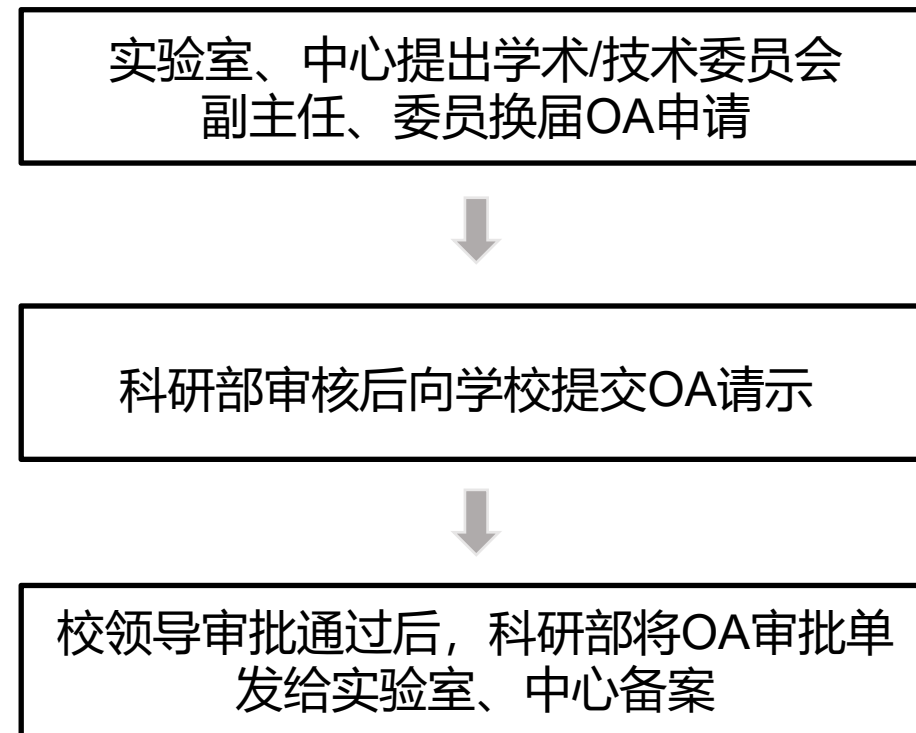 实验室、中心提出学术/技术委员会
副主任、委员换届OA申请
科研部审核后向学校提交OA请示
校领导审批通过后，科研部将OA审批单
发给实验室、中心备案